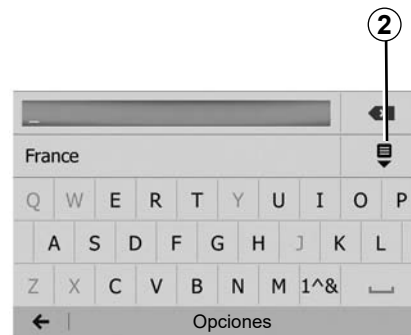 2
_
France
Q W E R T Y U I O P
A S D F G H J K L
Z X C V B N M 1^&
Opciones